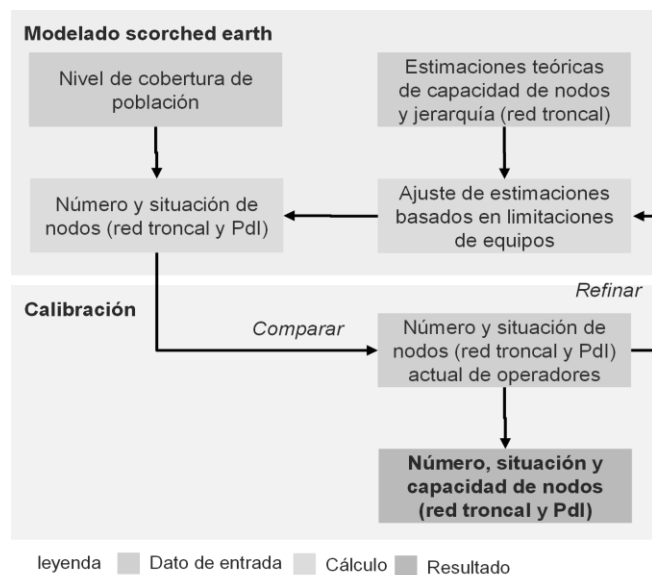 Modelado scorched earth
Nivel de cobertura de
población
Estimaciones teóricas
de capacidad de nodos
y jerarquía (red troncal)
Número y situación de
nodos (red troncal y PdI)
Ajuste de estimaciones
basados en limitaciones
de equipos
Refinar
Calibración
Comparar
Número y situación de
nodos (red troncal y PdI)
actual de operadores
Número, situación y
capacidad de nodos
(red troncal y PdI)
leyenda Dato de entrada Cálculo Resultado